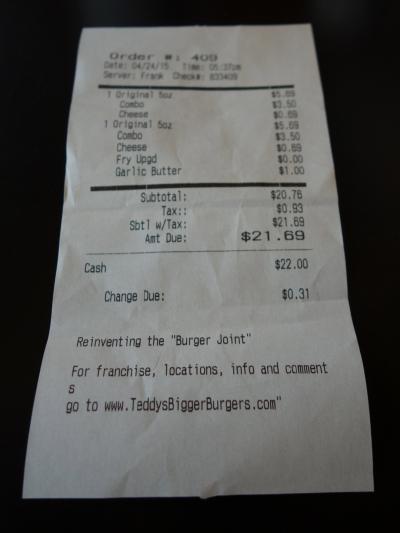 Order #: 409
Date: 04/24/15 Time: 05:37pm
Server: Frank Check#: 833409
1 Original 5oz $5.69
Combo $3.50
Cheese $0.69
1 Original 5oz $5.69
Combo $3.50
Cheese $0.69
Fry Upgd $0.00
Garlic Butter $1.00
Subtotal: $20.76
Tax:: $0.93
Sbtl w/Tax: $21.69
Amt Due: $21.69
Cash $22.00
Change Due: $0.31
Reinventing the "Burger Joint"
For franchise, locations, info and comment
s
go to www.TeddysBiggerBurgers.com"